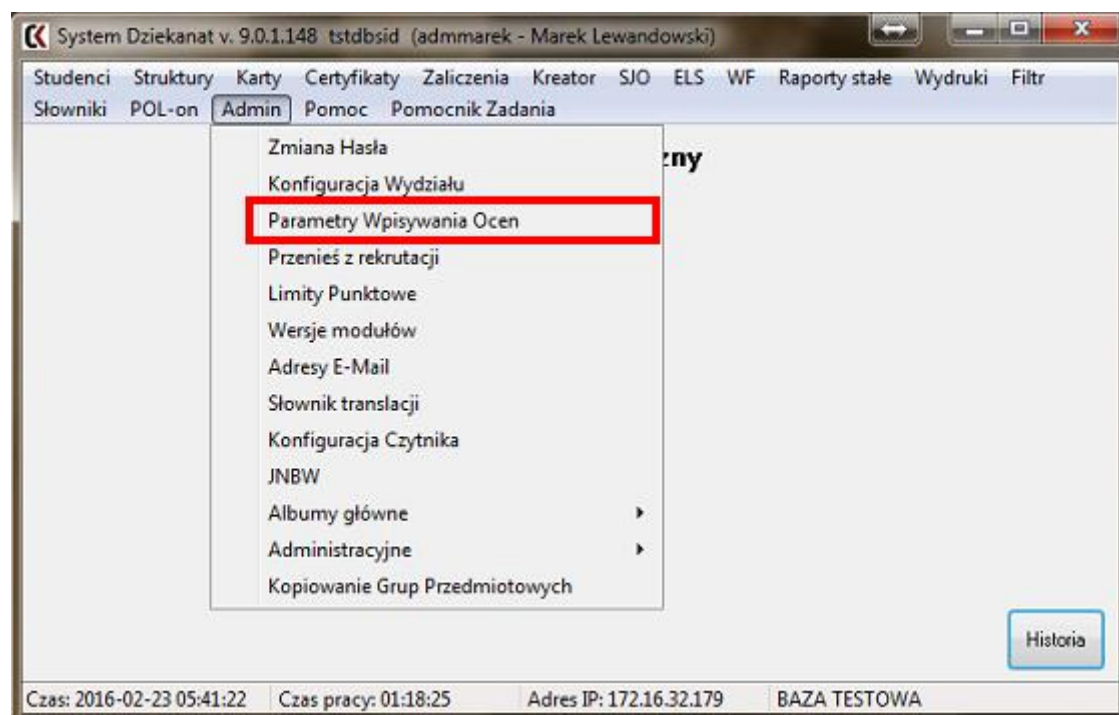 System Dziekanat v. 9.0.1.148 tstdbsid (admmarek - Marek Lewandowski)
Studenci Struktury Karty Certyfikaty Zaliczenia Kreator SJO ELS WF Raporty stałe Wydruki Filtr
Słowniki POL-on Admin Pomoc Pomocnik Zadania
Zmiana Hasła
zny
Konfiguracja Wydziału
Parametry Wpisywania Ocen
Przenieś z rekrutacji
Limity Punktowe
Wersje modułów
Adresy E-Mail
Słownik translacji
Konfiguracja Czytnika
JNBW
Albumy główne
Administracyjne
Kopiowanie Grup Przedmiotowych
Historia
Czas: 2016-02-23 05:41:22 Czas pracy: 01:18:25 Adres IP: 172.16.32.179 BAZA TESTOWA